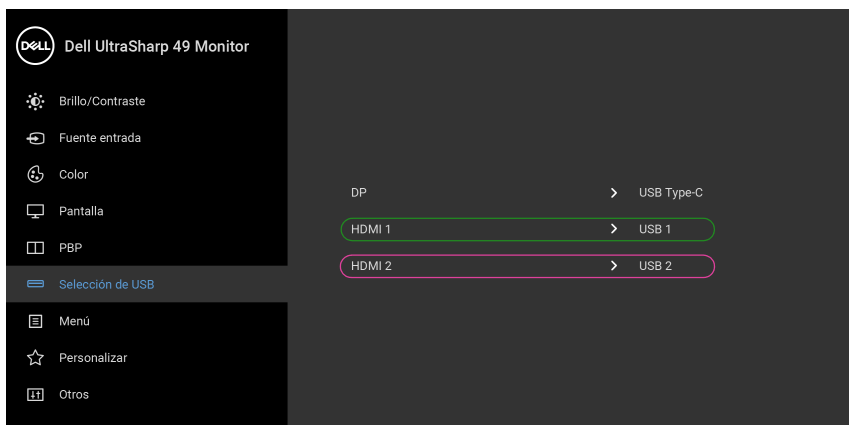 DELL Dell UltraSharp 49 Monitor
Brillo/Contraste
Fuente entrada
Color
Pantalla
PBP
Selección de USB
Menú
Personalizar
Otros
DP USB Type-C
HDMI 1 USB 1
HDMI 2 USB 2